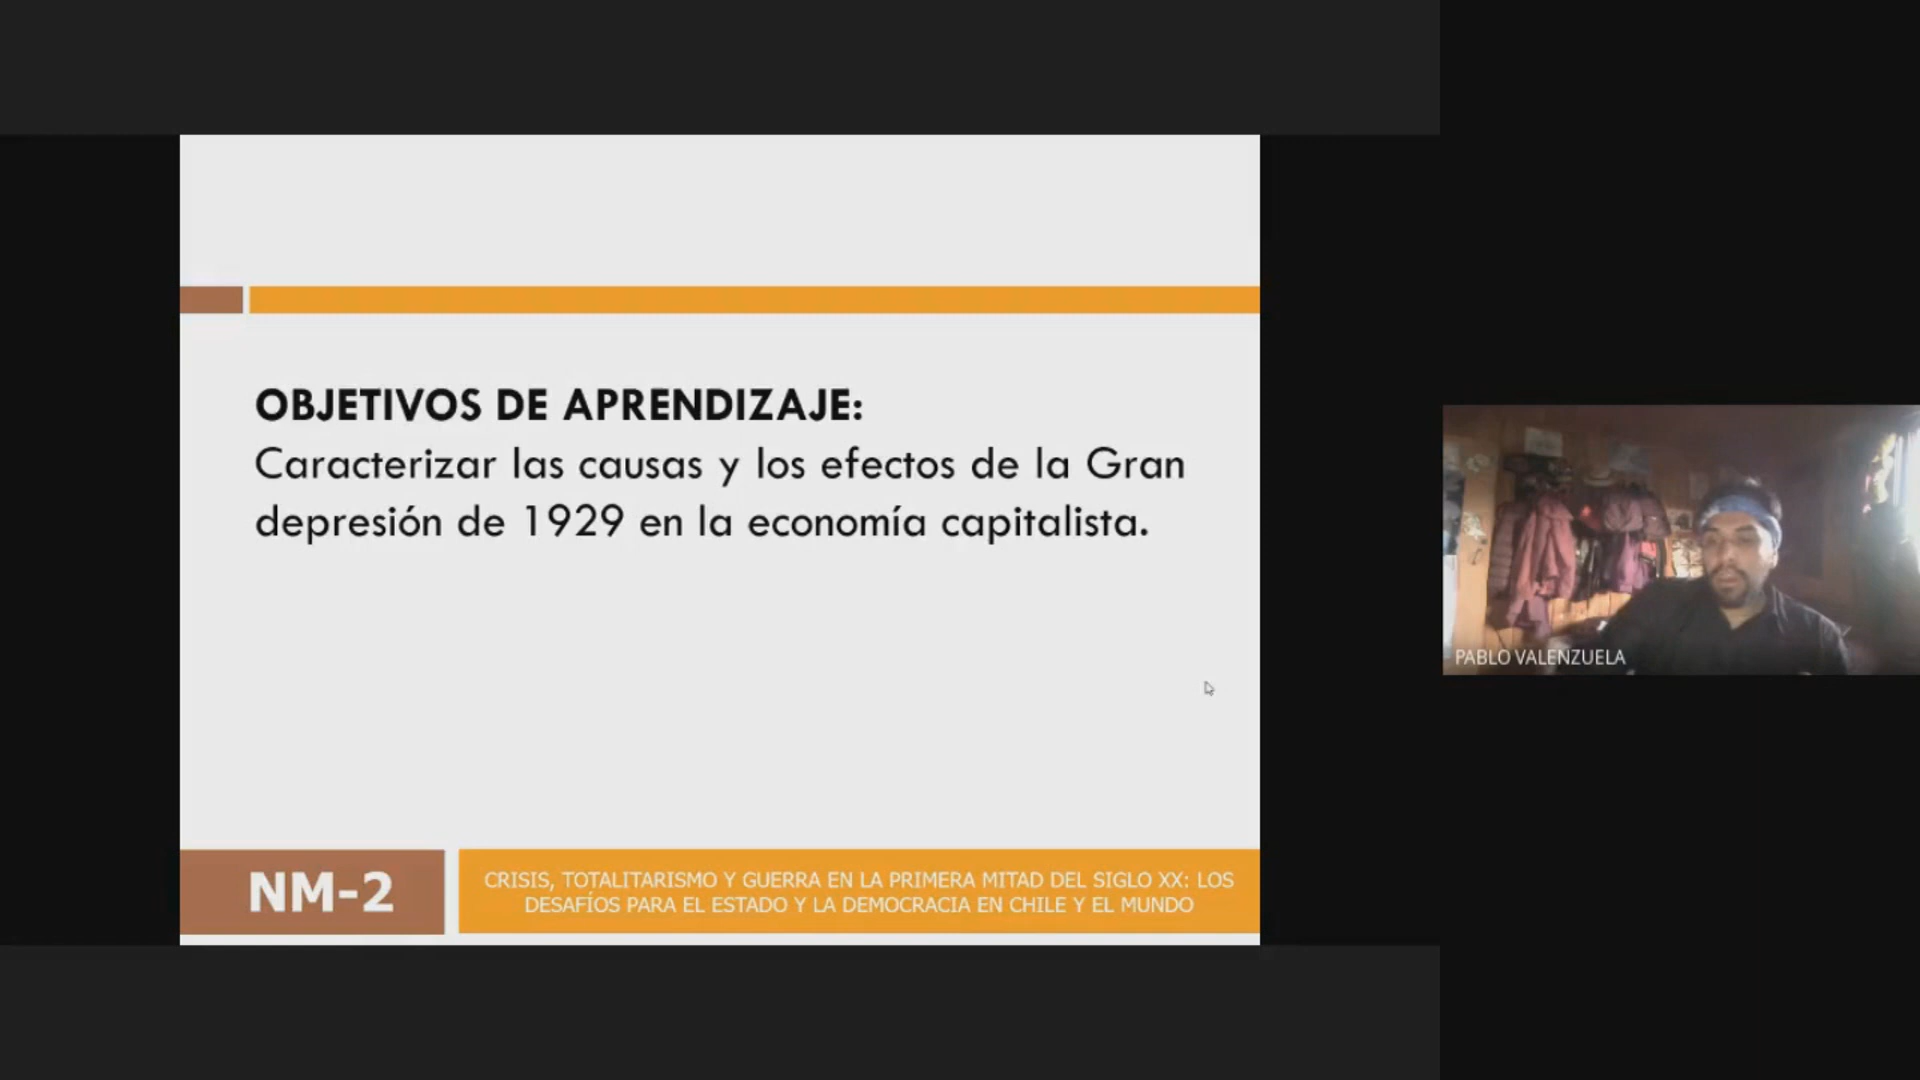 OBJETIVOS DE APRENDIZAJE:
Caracterizar las causas y los efectos de la Gran
depresión de 1929 en la economía capitalista.
NM-2
CRISIS, TOTALITARISMO Y GUERRA EN LA PRIMERA MITAD DEL SIGLO XX: LOS
DESAFÍOS PARA EL ESTADO Y LA DEMOCRACIA EN CHILE Y EL MUNDO
PABLO VALENZUELA